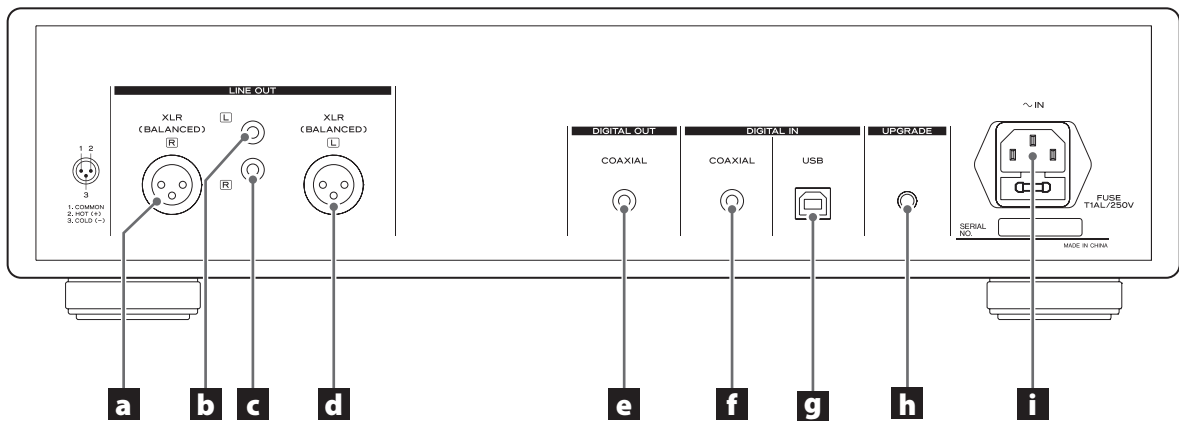 LINE OUT
XLR
(BALANCED)
R
L
R
XLR
(BALANCED)
L
1 2
3
1. COMMON
2. HOT (+)
3. COLD (−)
DIGITAL OUT
COAXIAL
DIGITAL IN
COAXIAL
USB
UPGRADE
~ IN
FUSE
T1AL/250V
SERIAL
NO.
MADE IN CHINA
a b c d e f g h i